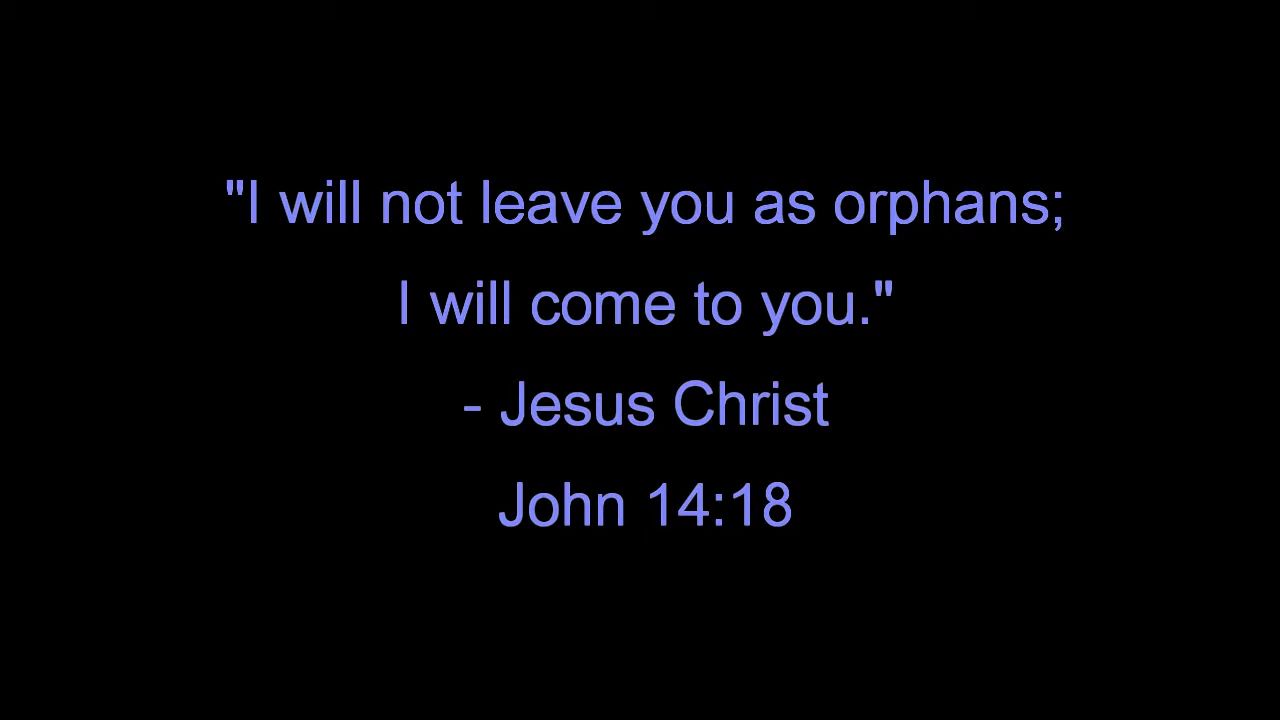 "I will not leave you as orphans;
I will come to you."
- Jesus Christ
John 14:18